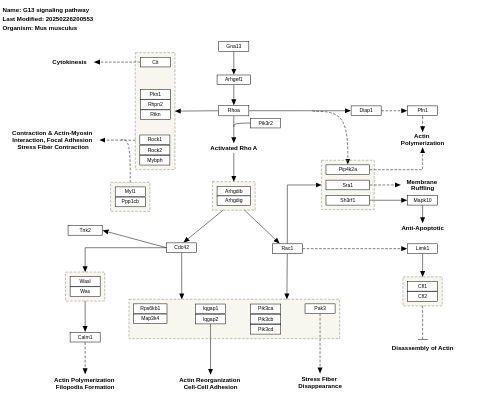 Name: G13 signaling pathway
Last Modified: 20250226200553
Organism: Mus musculus
Gna13
Cytokinesis
Cit
Arhgef1
Pkn1
Rhpn2
Rtkn
Rhoa
Diap1
Pfn1
Pik3r2
Contraction & Actin-Myosin
Interaction, Focal Adhesion
Stress Fiber Contraction
Rock1
Rock2
Mybph
Activated Rho A
Actin
Polymerization
Pip4k2a
Sra1
Sh3rf1
Membrane
Ruffling
Mapk10
Myl1
Ppp1cb
Arhgdib
Arhgdig
Anti-Apoptotic
Tnk2
Cdc42
Rac1
Limk1
Wasl
Was
Cfl1
Cfl2
Rps6kb1
Map3k4
Iqgap1
Iqgap2
Pik3ca
Pik3cb
Pik3cd
Pak3
Calm1
Disassembly of Actin
Actin Polymerization
Filopodia Formation
Actin Reorganization
Cell-Cell Adhesion
Stress Fiber
Disappearance